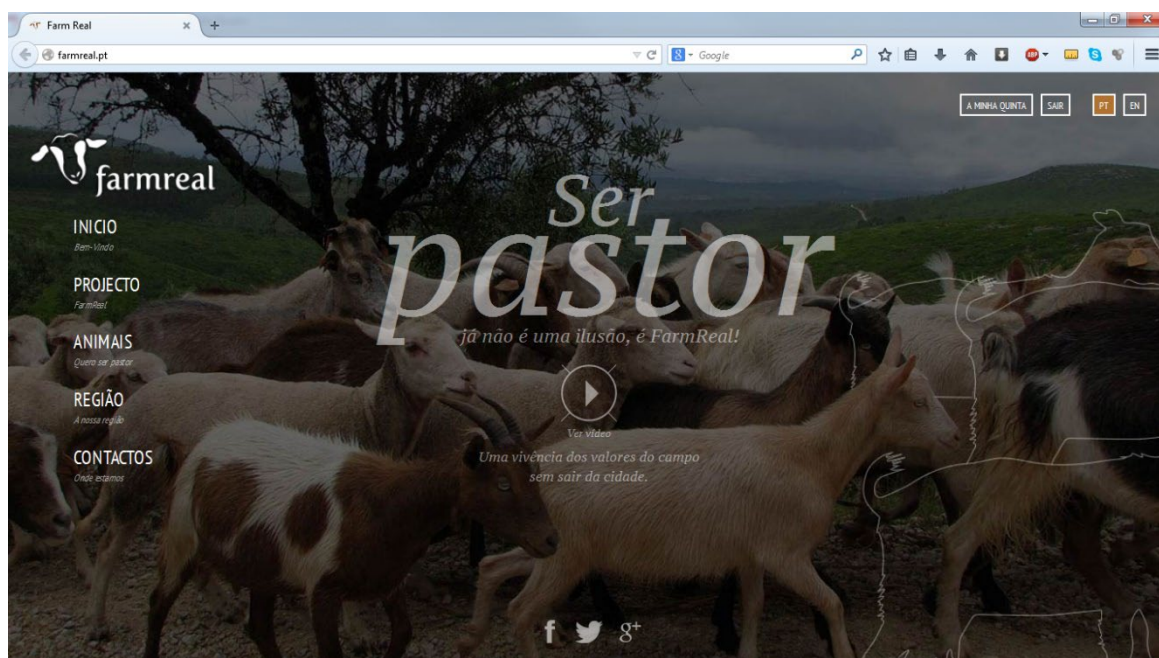 Farm Real
farmreal.pt
Google
A MINHA QUINTA
SAIR
PT
EN
farmreal
INICIO
Bem-Vindo
PROJECTO
FarmReal
ANIMAIS
Quero ser pastor
REGIÃO
A nossa região
CONTACTOS
Onde estamos
Ser
pastor
já não é uma ilusão, é FarmReal!
Ver vídeo
Uma vivência dos valores do campo
sem sair da cidade.